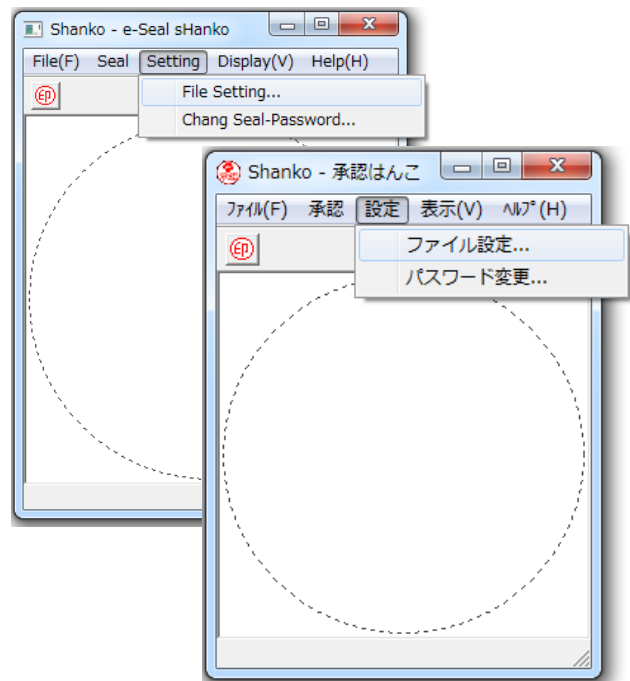 Shanko - e-Seal sHanko
File(F) Seal Setting Display(V) Help(H)
印
File Setting...
Chang Seal-Password...
Shanko - 承認はんこ
ﾌｧｲﾙ(F) 承認 設定 表示(V) ﾍﾙﾌﾟ(H)
印
ファイル設定...
パスワード変更...